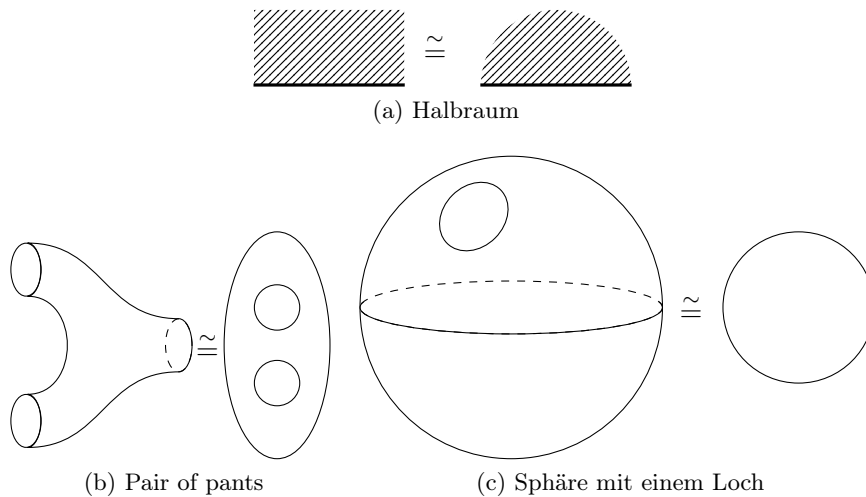 ≅
(a) Halbraum
≅
≅
(b) Pair of pants
(c) Sphäre mit einem Loch